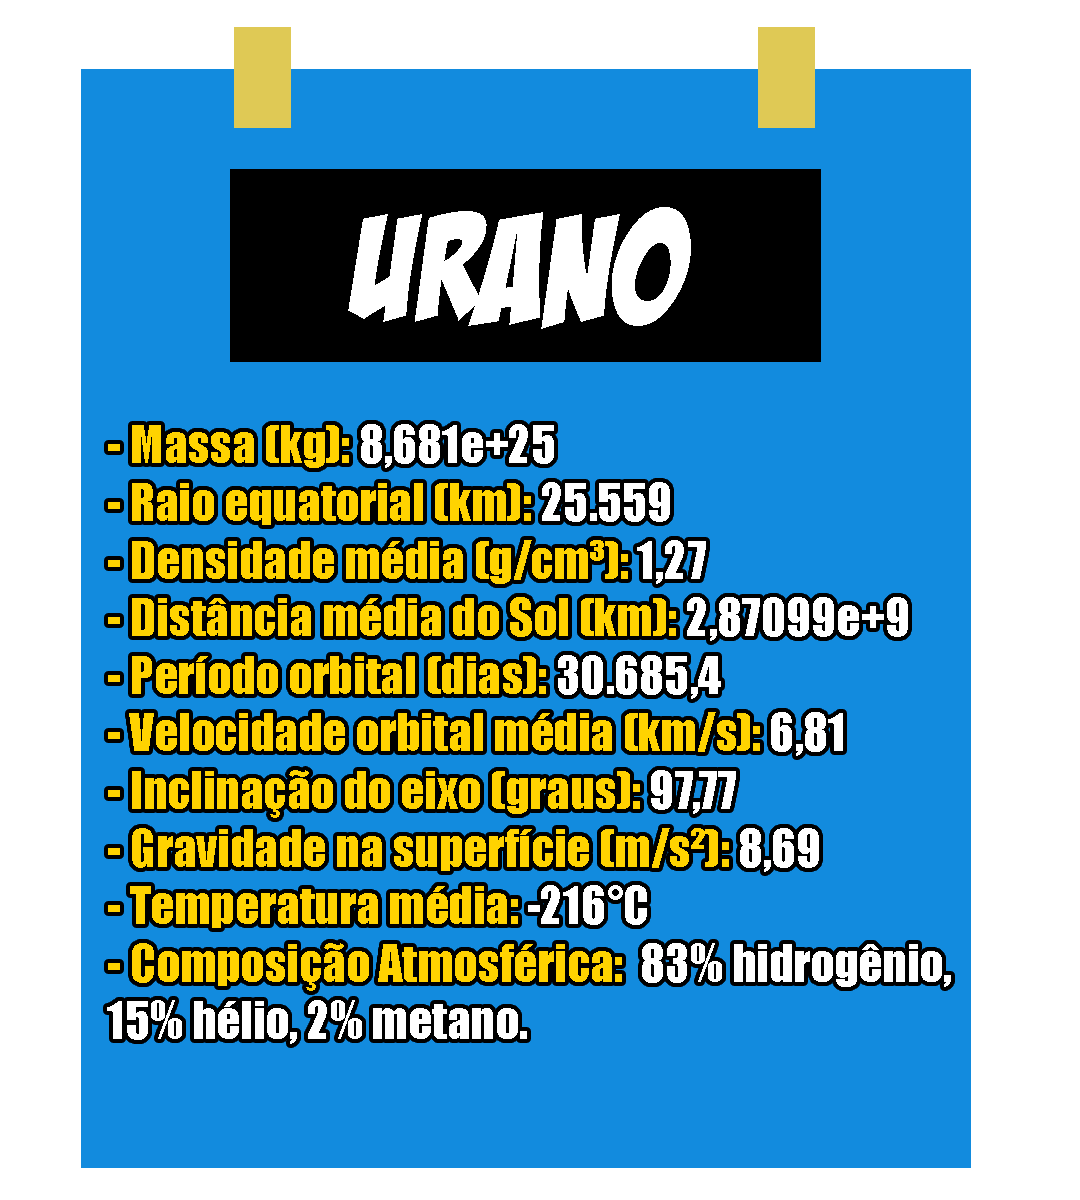 URANO
- Massa (kg): 8,681e+25
- Raio equatorial (km): 25.559
- Densidade média (g/cm³): 1,27
- Distância média do Sol (km): 2,87099e+9
- Período orbital (dias): 30.685,4
- Velocidade orbital média (km/s): 6,81
- Inclinação do eixo (graus): 97,77
- Gravidade na superfície (m/s²): 8,69
- Temperatura média: -216°C
- Composição Atmosférica:  83% hidrogênio,
15% hélio, 2% metano.